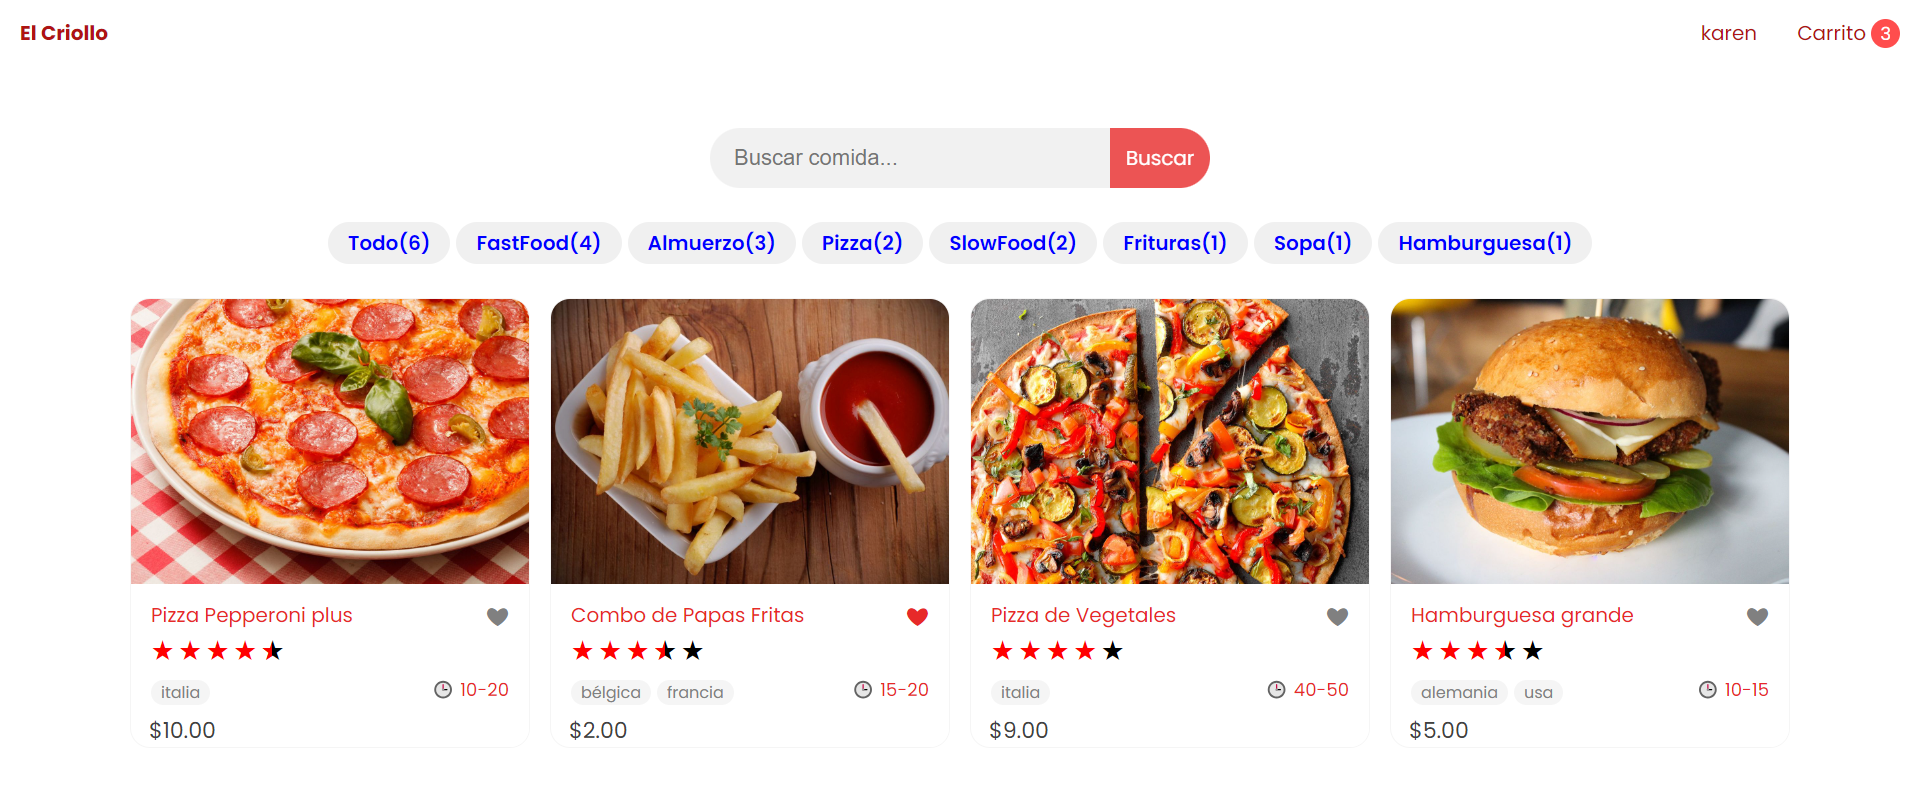 El Criollo
karen
Carrito 3
Buscar comida...
Buscar
Todo(6)
FastFood(4)
Almuerzo(3)
Pizza(2)
SlowFood(2)
Frituras(1)
Sopa(1)
Hamburguesa(1)
Pizza Pepperoni plus
italia
10-20
$10.00
Combo de Papas Fritas
bélgica
francia
15-20
$2.00
Pizza de Vegetales
italia
40-50
$9.00
Hamburguesa grande
alemania
usa
10-15
$5.00